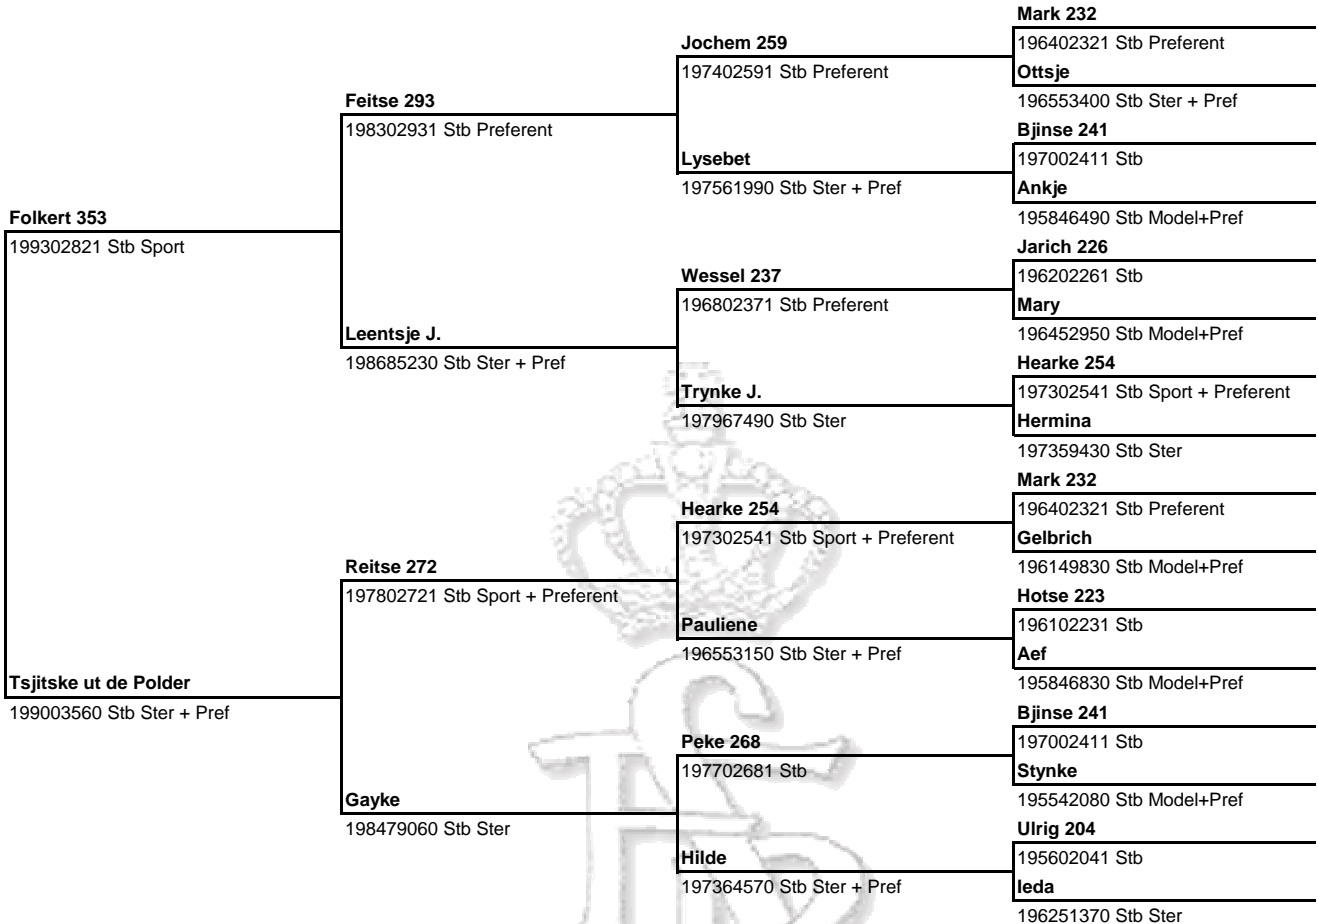 Mark 232
Jochem 259
196402321 Stb Preferent
197402591 Stb Preferent
Ottsje
Feitse 293
196553400 Stb Ster + Pref
198302931 Stb Preferent
Bjinse 241
Lysebet
197002411 Stb
197561990 Stb Ster + Pref
Ankje
Folkert 353
195846490 Stb Model+Pref
199302821 Stb Sport
Jarich 226
Wessel 237
196202261 Stb
196802371 Stb Preferent
Mary
Leentsje J.
196452950 Stb Model+Pref
198685230 Stb Ster + Pref
Hearke 254
Trynke J.
197302541 Stb Sport + Preferent
197967490 Stb Ster
Hermina
197359430 Stb Ster
Mark 232
Hearke 254
196402321 Stb Preferent
197302541 Stb Sport + Preferent
Gelbrich
Reitse 272
196149830 Stb Model+Pref
197802721 Stb Sport + Preferent
Hotse 223
Pauliene
196102231 Stb
196553150 Stb Ster + Pref
Aef
Tsjitske ut de Polder
195846830 Stb Model+Pref
199003560 Stb Ster + Pref
Bjinse 241
Peke 268
197002411 Stb
197702681 Stb
Stynke
Gayke
195542080 Stb Model+Pref
198479060 Stb Ster
Ulrig 204
Hilde
195602041 Stb
197364570 Stb Ster + Pref
Ieda
196251370 Stb Ster